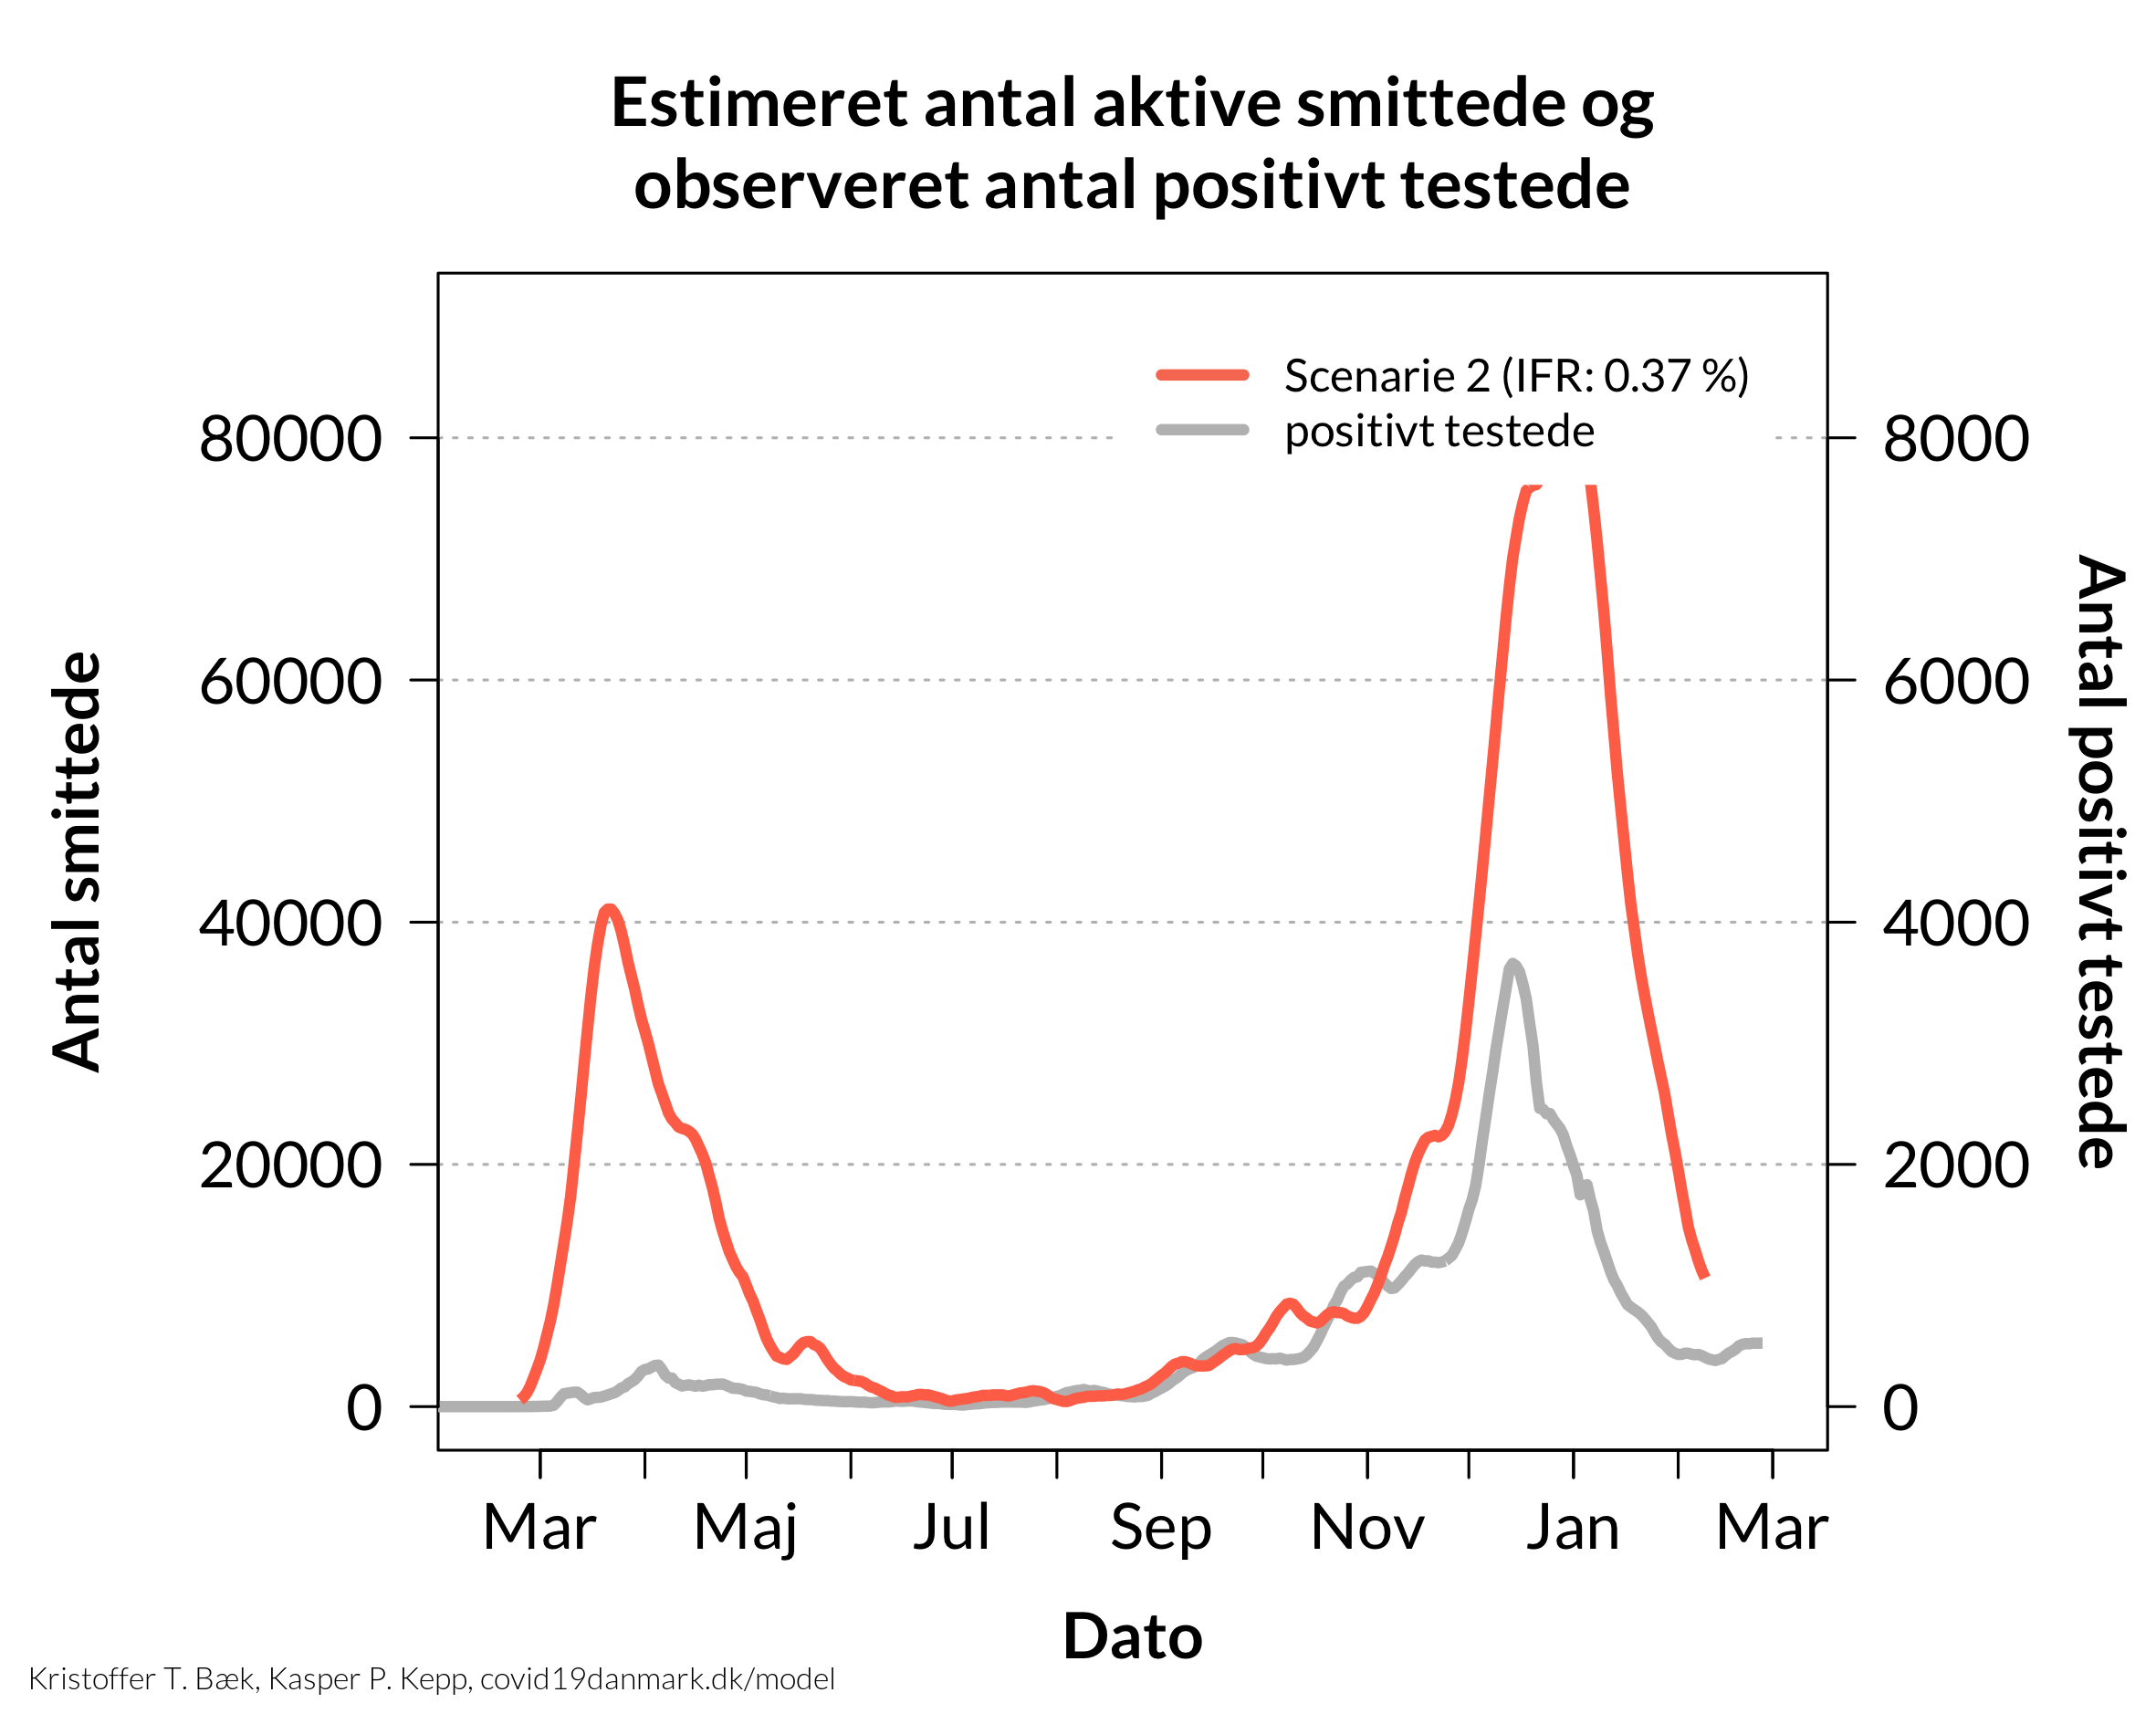 Estimeret antal aktive smittede og
observeret antal positivt testede
Scenarie 2 (IFR: 0.37 %)
positivt testede
Antal smittede
80000
60000
40000
20000
0
8000
6000
4000
2000
0
Antal positivt testede
Mar Maj Jul Sep Nov Jan Mar
Dato
Kristoffer T. Bæk, Kasper P. Kepp, covid19danmark.dk/model